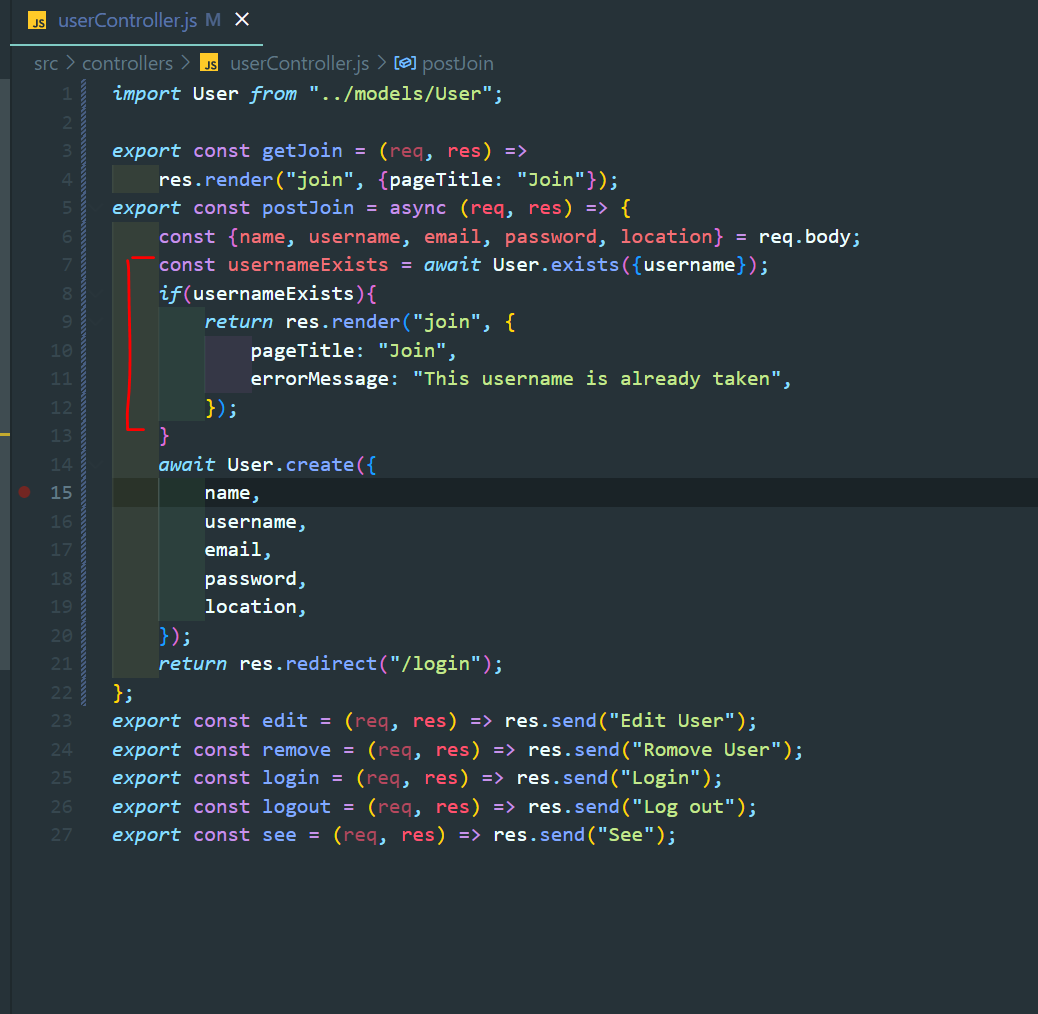 JS userController.js M ×
src > controllers > JS userController.js > postJoin
1 import User from "../models/User";
2
3 export const getJoin = (req, res) =>
4 res.render("join", {pageTitle: "Join"});
5 export const postJoin = async (req, res) => {
6 const {name, username, email, password, location} = req.body;
7 const usernameExists = await User.exists({username});
8 if(usernameExists){
9 return res.render("join", {
10 pageTitle: "Join",
11 errorMessage: "This username is already taken",
12 });
13 }
14 await User.create({
15 name,
16 username,
17 email,
18 password,
19 location,
20 });
21 return res.redirect("/login");
22 };
23 export const edit = (req, res) => res.send("Edit User");
24 export const remove = (req, res) => res.send("Romove User");
25 export const login = (req, res) => res.send("Login");
26 export const logout = (req, res) => res.send("Log out");
27 export const see = (req, res) => res.send("See");